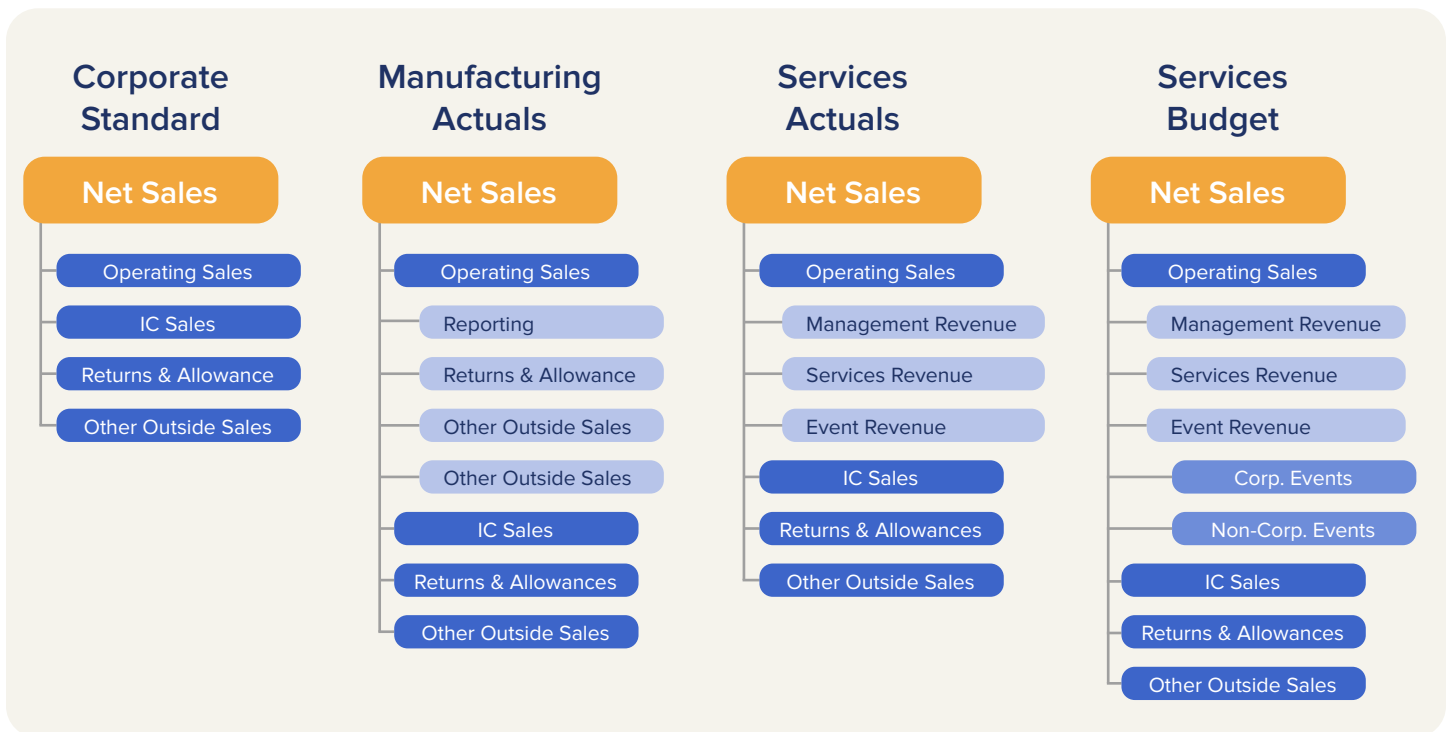 Corporate
Standard
Net Sales
Operating Sales
IC Sales
Returns & Allowance
Other Outside Sales
Manufacturing
Actuals
Net Sales
Operating Sales
Reporting
Returns & Allowance
Other Outside Sales
Other Outside Sales
IC Sales
Returns & Allowances
Other Outside Sales
Services
Actuals
Net Sales
Operating Sales
Management Revenue
Services Revenue
Event Revenue
IC Sales
Returns & Allowances
Other Outside Sales
Services
Budget
Net Sales
Operating Sales
Management Revenue
Services Revenue
Event Revenue
Corp. Events
Non-Corp. Events
IC Sales
Returns & Allowances
Other Outside Sales